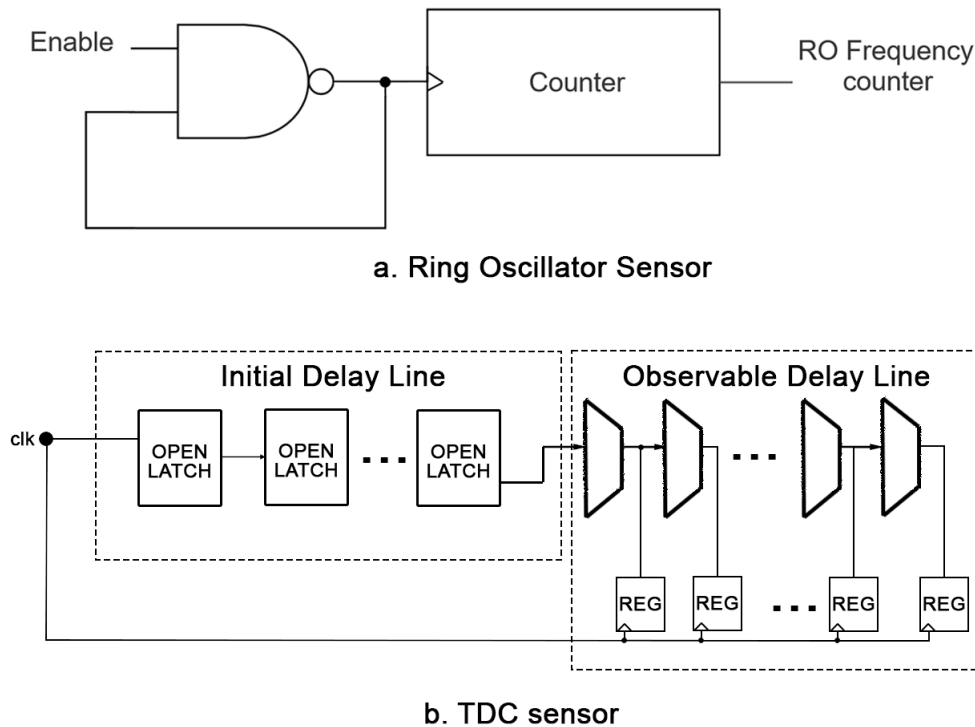 Enable
Counter
RO Frequency
counter
a. Ring Oscillator Sensor
Initial Delay Line
Observable Delay Line
clk
OPEN
LATCH
OPEN
LATCH
OPEN
LATCH
REG
REG
REG
REG
b. TDC sensor